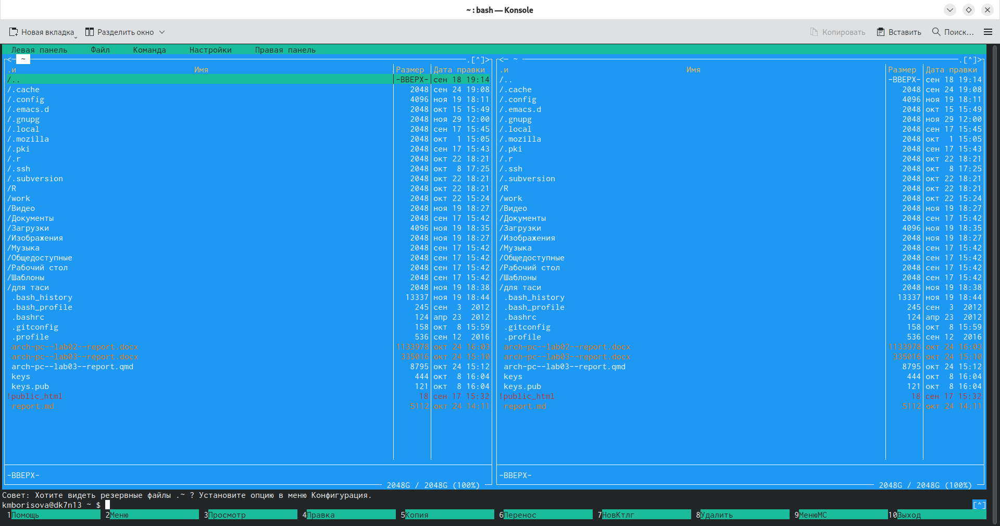 ~ : bash — Konsole
Новая вкладка Разделить окно Копировать Вставить Поиск...
Левая панель Файл Команда Настройки Правая панель
<─ ~ .[^]> <─ ~ .[^]>
.и Имя Размер Дата правки .и Имя Размер Дата правки
/.. -ВВЕРХ- сен 18 19:14 /.. -ВВЕРХ- сен 18 19:14
/.cache 2048 сен 24 19:08 /.cache 2048 сен 24 19:08
/.config 4096 ноя 19 18:11 /.config 4096 ноя 19 18:11
/.emacs.d 2048 окт 15 15:49 /.emacs.d 2048 окт 15 15:49
/.gnupg 2048 ноя 29 12:00 /.gnupg 2048 ноя 29 12:00
/.local 2048 сен 17 15:45 /.local 2048 сен 17 15:45
/.mozilla 2048 окт 1 15:05 /.mozilla 2048 окт 1 15:05
/.pki 2048 сен 17 15:43 /.pki 2048 сен 17 15:43
/.r 2048 окт 22 18:21 /.r 2048 окт 22 18:21
/.ssh 2048 окт 8 17:25 /.ssh 2048 окт 8 17:25
/.subversion 2048 окт 22 18:21 /.subversion 2048 окт 22 18:21
/R 2048 окт 22 18:21 /R 2048 окт 22 18:21
/work 2048 окт 22 15:24 /work 2048 окт 22 15:24
/Видео 2048 ноя 19 18:27 /Видео 2048 ноя 19 18:27
/Документы 2048 сен 17 15:42 /Документы 2048 сен 17 15:42
/Загрузки 4096 ноя 19 18:35 /Загрузки 4096 ноя 19 18:35
/Изображения 2048 ноя 19 18:27 /Изображения 2048 ноя 19 18:27
/Музыка 2048 сен 17 15:42 /Музыка 2048 сен 17 15:42
/Общедоступные 2048 сен 17 15:42 /Общедоступные 2048 сен 17 15:42
/Рабочий стол 2048 сен 17 15:42 /Рабочий стол 2048 сен 17 15:42
/Шаблоны 2048 сен 17 15:42 /Шаблоны 2048 сен 17 15:42
/для таси 2048 ноя 19 18:38 /для таси 2048 ноя 19 18:38
.bash_history 13337 ноя 19 18:44 .bash_history 13337 ноя 19 18:44
.bash_profile 245 сен 3 2012 .bash_profile 245 сен 3 2012
.bashrc 124 апр 23 2012 .bashrc 124 апр 23 2012
.gitconfig 158 окт 8 15:59 .gitconfig 158 окт 8 15:59
.profile 536 сен 12 2016 .profile 536 сен 12 2016
arch-pc--lab02--report.docx 1133978 окт 24 16:03 arch-pc--lab02--report.docx 1133978 окт 24 16:03
arch-pc--lab03--report.docx 335016 окт 24 15:10 arch-pc--lab03--report.docx 335016 окт 24 15:10
arch-pc--lab03--report.qmd 8795 окт 24 15:12 arch-pc--lab03--report.qmd 8795 окт 24 15:12
keys 444 окт 8 16:04 keys 444 окт 8 16:04
keys.pub 121 окт 8 16:04 keys.pub 121 окт 8 16:04
!public_html 18 сен 17 15:32 !public_html 18 сен 17 15:32
report.md 5112 окт 24 14:11 report.md 5112 окт 24 14:11
-ВВЕРХ- -ВВЕРХ-
2048G / 2048G (100%) 2048G / 2048G (100%)
Совет: Хотите видеть резервные файлы .~ ? Установите опцию в меню Конфигурация.
kmborisova@dk7n13 ~ $ [^]
1Помощь 2Меню 3Просмотр 4Правка 5Копия 6Перенос 7НовКтлг 8Удалить 9МенюMC 10Выход